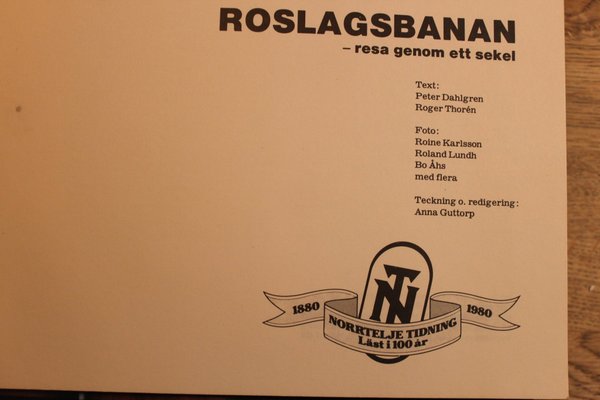 ROSLAGSBANAN
– resa genom ett sekel
Text:
Peter Dahlgren
Roger Thorén
Foto:
Roine Karlsson
Roland Lundh
Bo Åhs
med flera
Teckning o. redigering:
Anna Guttorp
NT
1880
1980
NORRTELJE TIDNING
Läst i 100 år